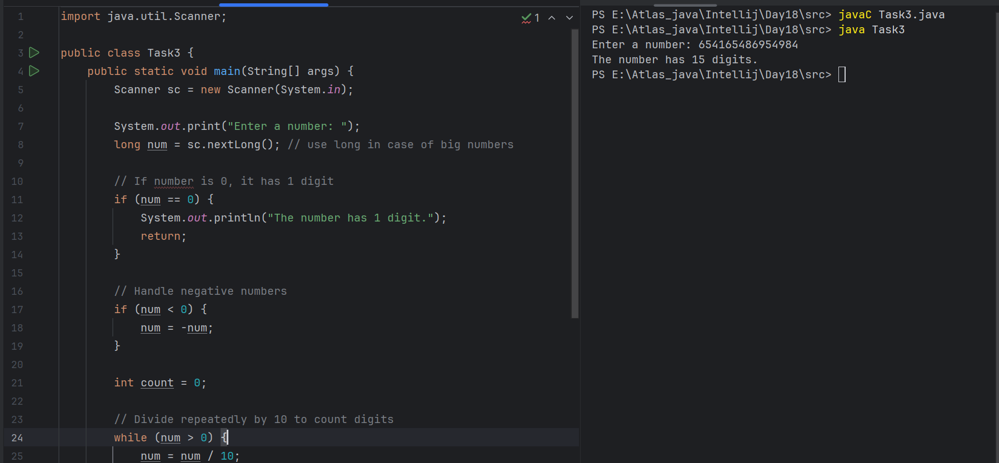 1 import java.util.Scanner;
2
3 public class Task3 {
4 public static void main(String[] args) {
5 Scanner sc = new Scanner(System.in);
6
7 System.out.print("Enter a number: ");
8 long num = sc.nextLong(); // use long in case of big numbers
9
10 // If number is 0, it has 1 digit
11 if (num == 0) {
12 System.out.println("The number has 1 digit.");
13 return;
14 }
15
16 // Handle negative numbers
17 if (num < 0) {
18 num = -num;
19 }
20
21 int count = 0;
22
23 // Divide repeatedly by 10 to count digits
24 while (num > 0) {
25 num = num / 10;
1
PS E:\Atlas_java\Intellij\Day18\src> javaC Task3.java
PS E:\Atlas_java\Intellij\Day18\src> java Task3
Enter a number: 654165486954984
The number has 15 digits.
PS E:\Atlas_java\Intellij\Day18\src>